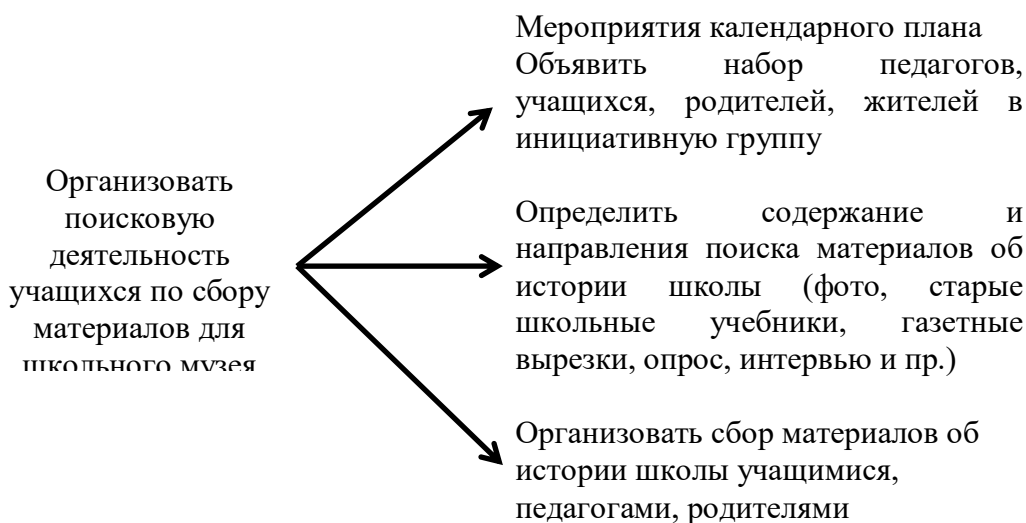 Организовать
поисковую
деятельность
учащихся по сбору
материалов для
школьного музея
Мероприятия календарного плана
Объявить набор педагогов,
учащихся, родителей, жителей в
инициативную группу
Определить содержание и
направления поиска материалов об
истории школы (фото, старые
школьные учебники, газетные
вырезки, опрос, интервью и пр.)
Организовать сбор материалов об
истории школы учащимися,
педагогами, родителями